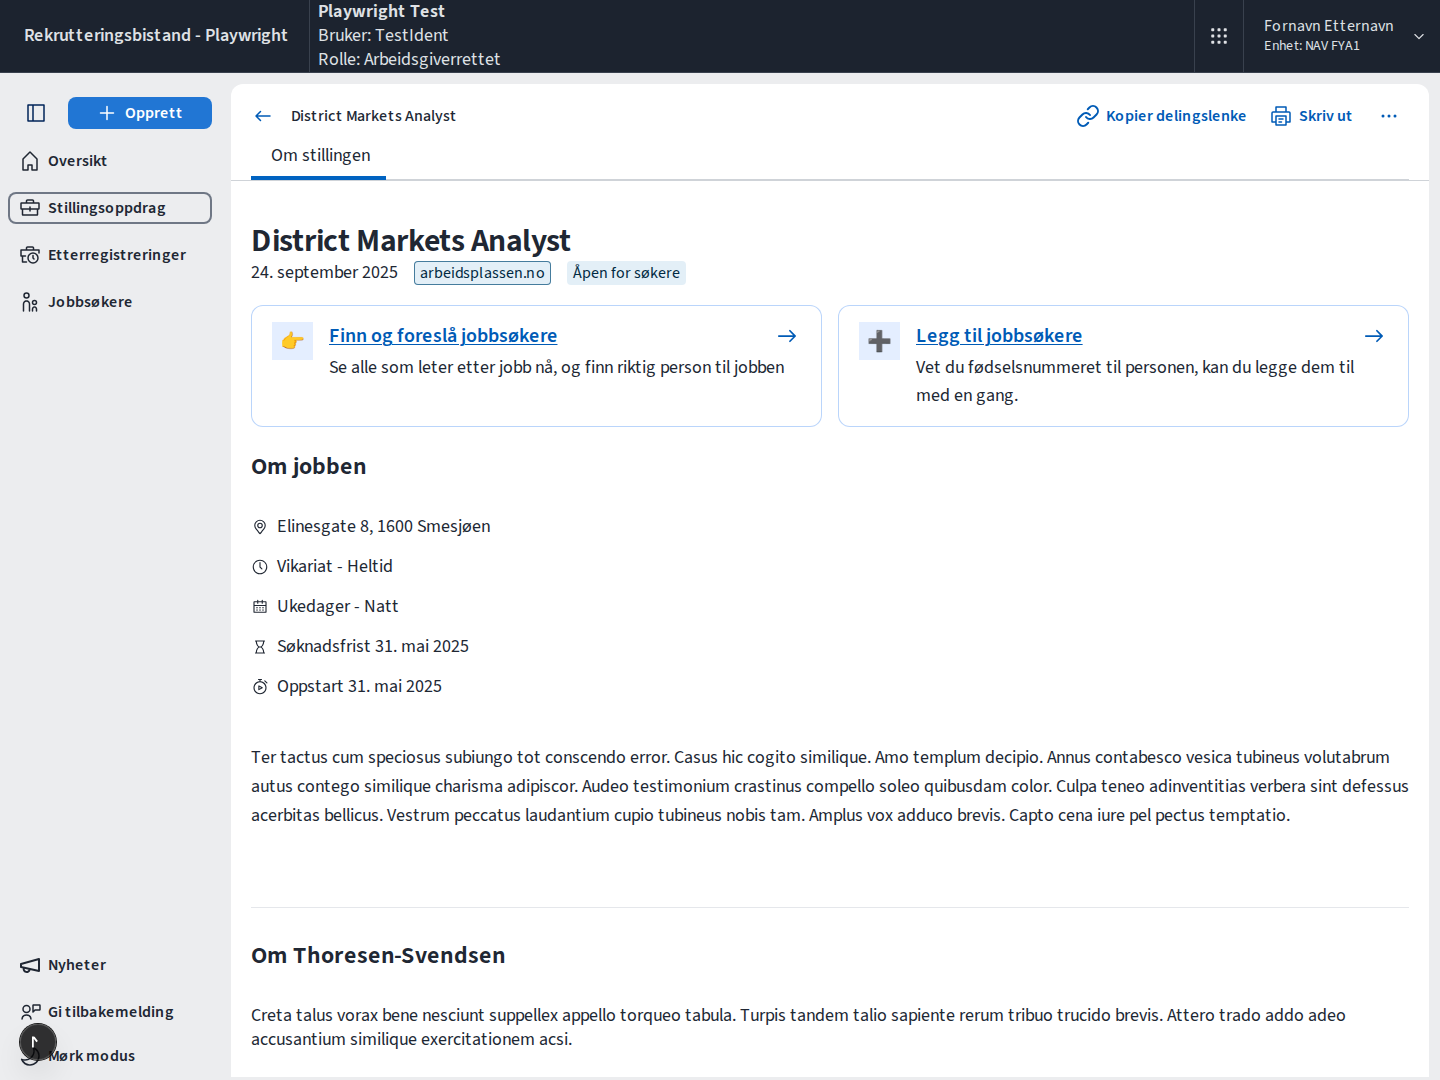 Rekrutteringsbistand - Playwright
Playwright Test
Bruker: TestIdent
Rolle: Arbeidsgiverrettet
Fornavn Etternavn
Enhet: NAV FYA1
Opprett
Oversikt
Stillingsoppdrag
Etterregistreringer
Jobbsøkere
Nyheter
Gi tilbakemelding
Mørk modus
District Markets Analyst
Kopier delingslenke
Skriv ut
Om stillingen
District Markets Analyst
24. september 2025
arbeidsplassen.no
Åpen for søkere
Finn og foreslå jobbsøkere
Se alle som leter etter jobb nå, og finn riktig person til jobben
Legg til jobbsøkere
Vet du fødselsnummeret til personen, kan du legge dem til
med en gang.
Om jobben
Elinesgate 8, 1600 Smesjøen
Vikariat - Heltid
Ukedager - Natt
Søknadsfrist 31. mai 2025
Oppstart 31. mai 2025
Ter tactus cum speciosus subiungo tot conscendo error. Casus hic cogito similique. Amo templum decipio. Annus contabesco vesica tubineus volutabrum
autus contego similique charisma adipiscor. Audeo testimonium crastinus compello soleo quibusdam color. Culpa teneo adinventitias verbera sint defessus
acerbitas bellicus. Vestrum peccatus laudantium cupio tubineus nobis tam. Amplus vox adduco brevis. Capto cena iure pel pectus temptatio.
Om Thoresen-Svendsen
Creta talus vorax bene nesciunt suppellex appello torqueo tabula. Turpis tandem talio sapiente rerum tribuo trucido brevis. Attero trado addo adeo
accusantium similique exercitationem acsi.